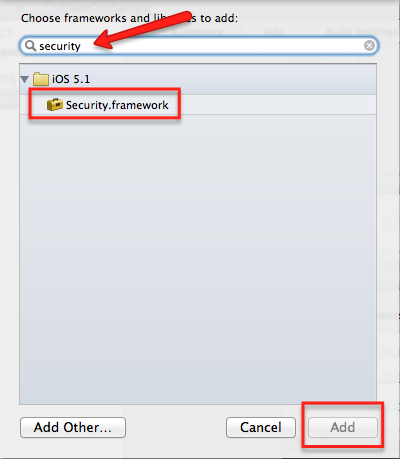 Choose frameworks and libraries to add:
security
iOS 5.1
Security.framework
Add Other...
Cancel
Add